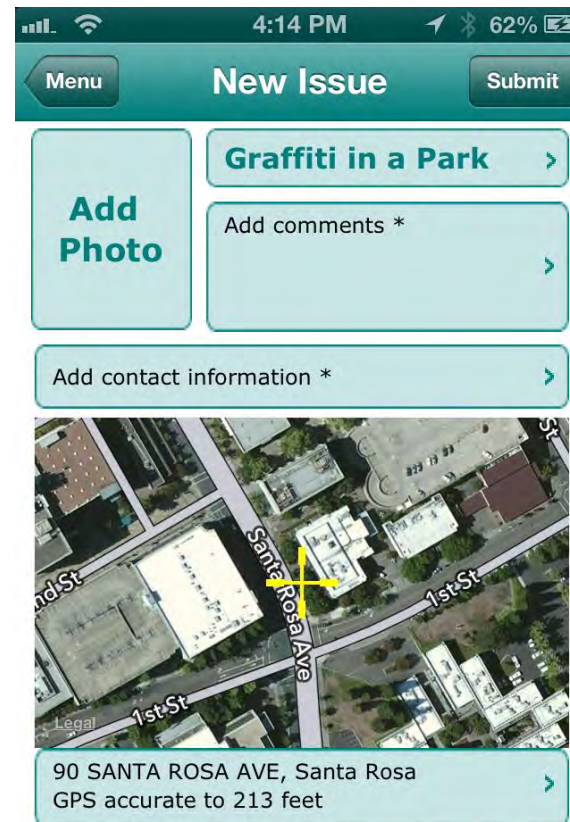 4:14 PM
62%
Menu
New Issue
Submit
Add
Photo
Graffiti in a Park
Add comments *
Add contact information *
St
Santa Rosa Ave
nd St
1st St
1st St
Legal
90 SANTA ROSA AVE, Santa Rosa
GPS accurate to 213 feet